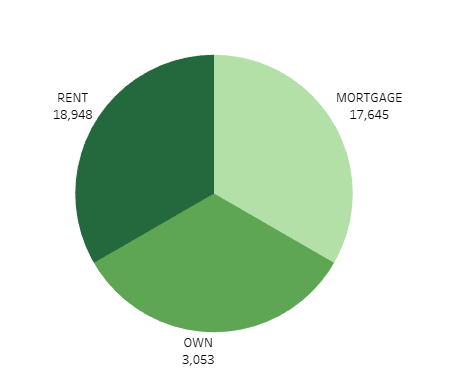 RENT
18,948
MORTGAGE
17,645
OWN
3,053